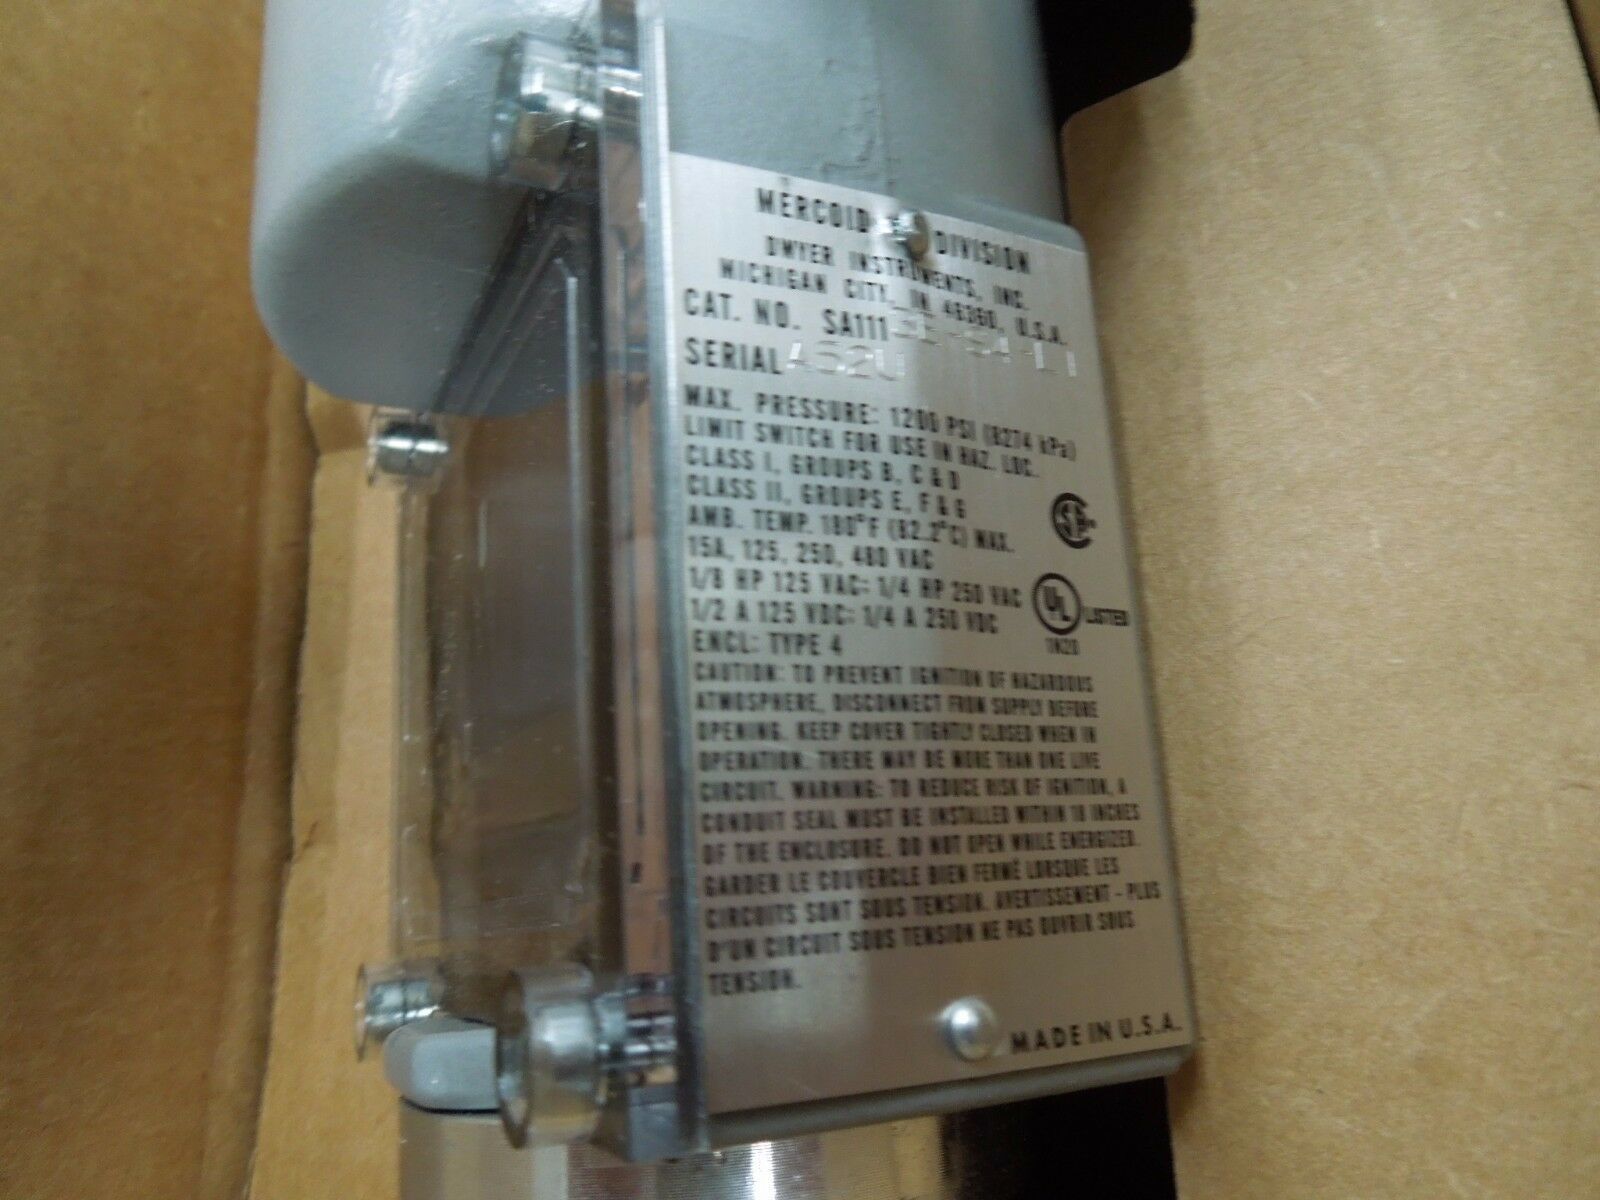 MERCOID DIVISION
DWYER INSTRUMENTS, INC.
MICHIGAN CITY, IN 46360, U.S.A.
CAT. NO. SA111
SERIAL A52U
MAX. PRESSURE: 1200 PSI (8274 kPa)
LIMIT SWITCH FOR USE IN HAZ. LOC.
CLASS I, GROUPS B, C & D
CLASS II, GROUPS E, F & G
AMB. TEMP. 180°F (82.2°C) MAX.
15A, 125, 250, 480 VAC
1/8 HP 125 VAC: 1/4 HP 250 VAC
1/2 A 125 VDC: 1/4 A 250 VDC
ENCL: TYPE 4
SA
UL LISTED
1N20
CAUTION: TO PREVENT IGNITION OF HAZARDOUS
ATMOSPHERE, DISCONNECT FROM SUPPLY BEFORE
OPENING. KEEP COVER TIGHTLY CLOSED WHEN IN
OPERATION: THERE MAY BE MORE THAN ONE LIVE
CIRCUIT. WARNING: TO REDUCE RISK OF IGNITION, A
CONDUIT SEAL MUST BE INSTALLED WITHIN 18 INCHES
OF THE ENCLOSURE. DO NOT OPEN WHILE ENERGIZED.
GARDER LE COUVERCLE BIEN FERMÉ LORSQUE LES
CIRCUITS SONT SOUS TENSION. AVERTISSEMENT - PLUS
D'UN CIRCUIT SOUS TENSION NE PAS OUVRIR SOUS
TENSION.
MADE IN U.S.A.